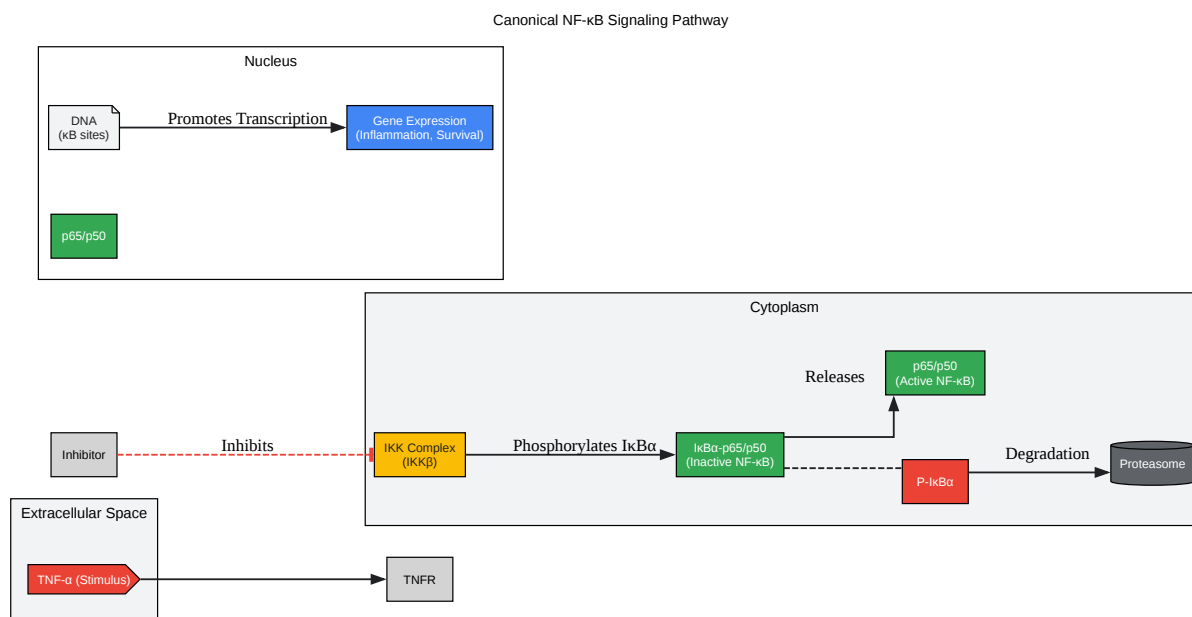 Canonical NF-κB Signaling Pathway
Nucleus
DNA
(κB sites)
Promotes Transcription
Gene Expression
(Inflammation, Survival)
p65/p50
Cytoplasm
Releases
p65/p50
(Active NF-κB)
Inhibitor
Inhibits
IKK Complex
(IKKβ)
Phosphorylates IκBα
IκBα-p65/p50
(Inactive NF-κB)
P-IκBα
Degradation
Proteasome
Extracellular Space
TNF-α (Stimulus)
TNFR